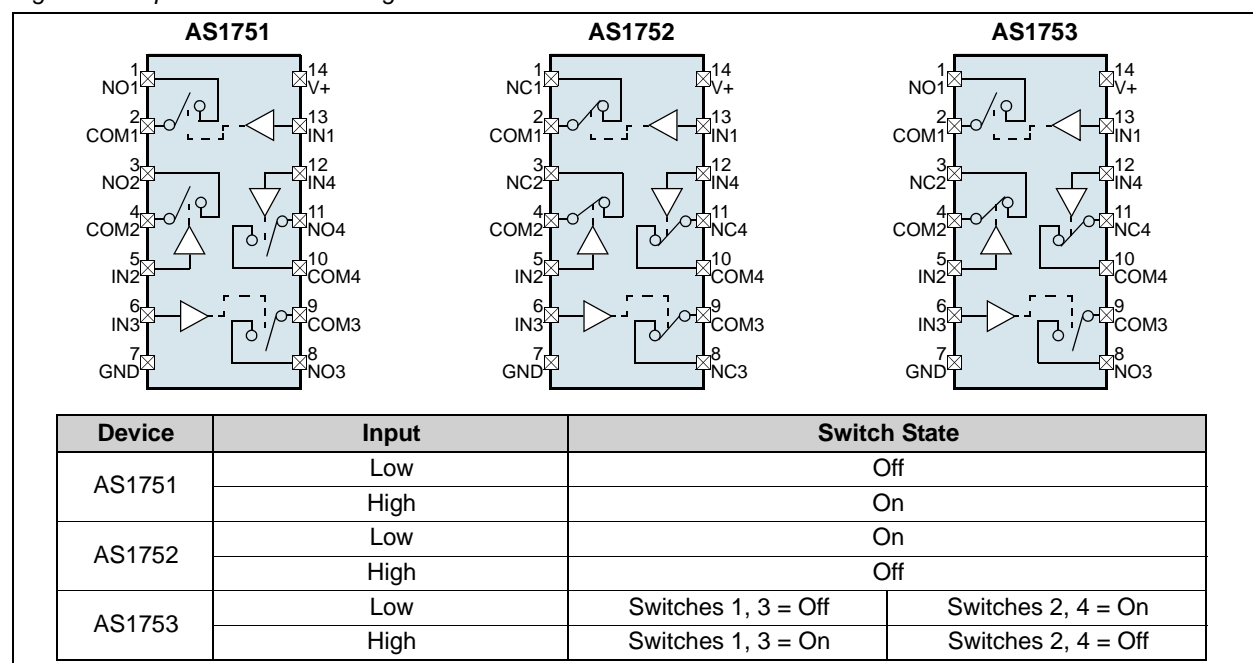 AS1751
1
NO1
2
COM1
3
NO2
4
COM2
5
IN2
6
IN3
7
GND
14
V+
13
IN1
12
IN4
11
NO4
10
COM4
9
COM3
8
NO3
AS1752
1
NC1
2
COM1
3
NC2
4
COM2
5
IN2
6
IN3
7
GND
14
V+
13
IN1
12
IN4
11
NC4
10
COM4
9
COM3
8
NC3
AS1753
1
NO1
2
COM1
3
NC2
4
COM2
5
IN2
6
IN3
7
GND
14
V+
13
IN1
12
IN4
11
NC4
10
COM4
9
COM3
8
NO3
Device Input Switch State
AS1751
Low Off
High On
AS1752
Low On
High Off
AS1753
Low Switches 1, 3 = Off Switches 2, 4 = On
High Switches 1, 3 = On Switches 2, 4 = Off